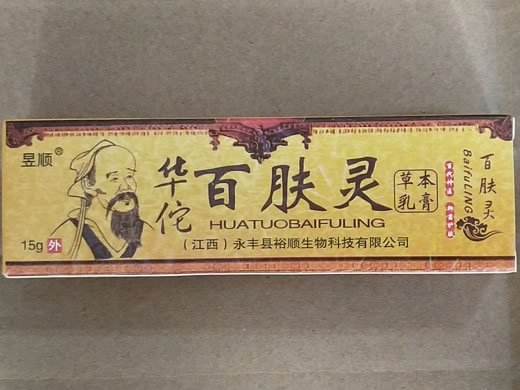 昱顺®
华佗
百肤灵
草本
乳膏
HUATUOBAIFULING
(江西)永丰县裕顺生物科技有限公司
15g 外
百肤灵
BaifuLING